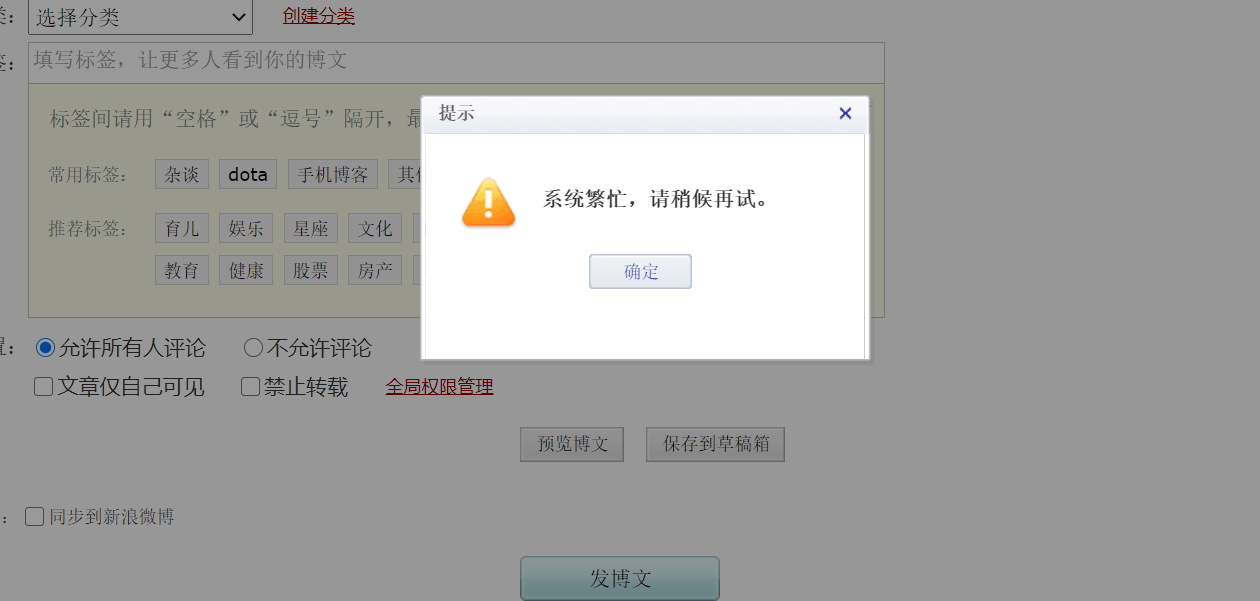 选择分类 创建分类
填写标签，让更多人看到你的博文
标签间请用“空格”或“逗号”隔开，最
提示
常用标签： 杂谈 dota 手机博客 其他
系统繁忙，请稍候再试。
推荐标签： 育儿 娱乐 星座 文化
教育 健康 股票 房产
确定
允许所有人评论 不允许评论
文章仅自己可见 禁止转载 全局权限管理
预览博文 保存到草稿箱
同步到新浪微博
发博文